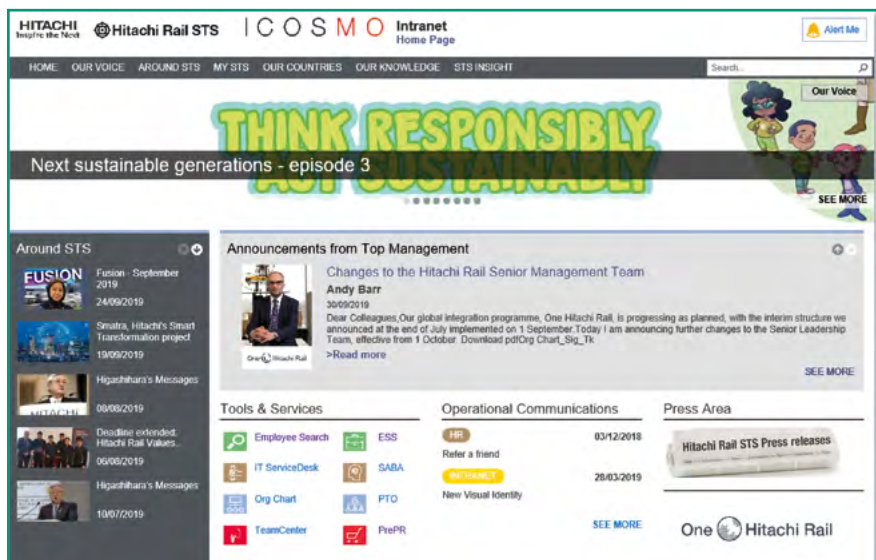 HITACHI
Inspire the Next
Hitachi Rail STS
ICOSMO
Intranet
Home Page
Alert Me
HOME OUR VOICE AROUND STS MY STS OUR COUNTRIES OUR KNOWLEDGE STS INSIGHT
Search...
Our Voice
THINK RESPONSIBLY
ACT SUSTAINABLY
Next sustainable generations - episode 3
SEE MORE
Around STS
FUSION
Fusion - September
2019
24/09/2019
Smatra, Hitachi's Smart
Transformation project
19/09/2019
Higashihara's Messages
HITACHI
08/08/2019
Deadline extended.
Hitachi Rail Values..
06/08/2019
Higashihara's Messages
10/07/2019
Announcements from Top Management
Changes to the Hitachi Rail Senior Management Team
Andy Barr
30/09/2019
Dear Colleagues,Our global integration programme, One Hitachi Rail, is progressing as planned, with the interim structure we
announced at the end of July implemented on 1 September.Today I am announcing further changes to the Senior Leadership
Team, effective from 1 October. Download pdfOrg Chart_Sig_Tk
>Read more
One Hitachi Rail
SEE MORE
Tools & Services
Employee Search
ESS
IT ServiceDesk
SABA
Org Chart
PTO
TeamCenter
PrePR
Operational Communications
HR
03/12/2018
Refer a friend
INTRANET
28/03/2019
New Visual Identity
SEE MORE
Press Area
Hitachi Rail STS Press releases
One Hitachi Rail